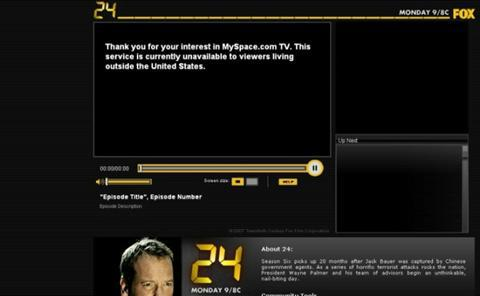 24
MONDAY 9/8C FOX
Thank you for your interest in MySpace.com TV. This
service is currently unavailable to viewers living
outside the United States.
Up Next
00:00/00:00
Screen size:
HELP
"Episode Title", Episode Number
Episode Description
©2007 Twentieth Century Fox Film Corporation
24
MONDAY 9/8C
About 24:
Season Six picks up 20 months after Jack Bauer was captured by Chinese
government agents. As a series of horrific terrorist attacks rocks the nation,
President Wayne Palmer and his team of advisors begin an unthinkable,
nail-biting day.
Community Tools